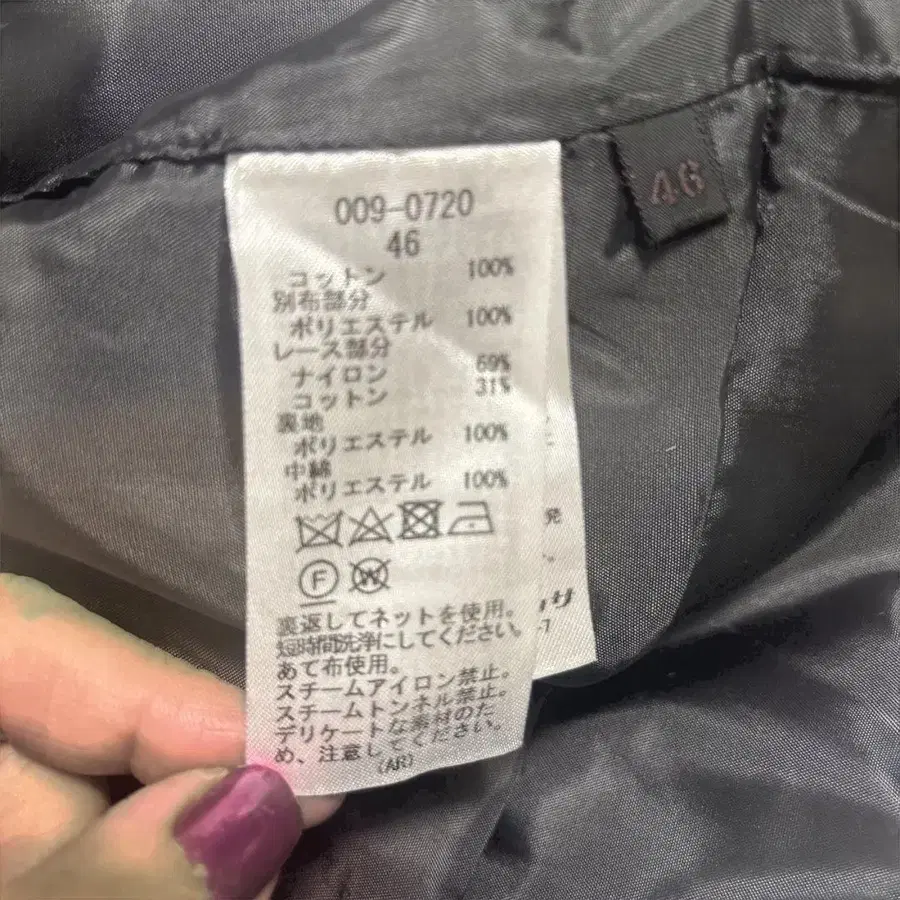 009-0720
46
46
コットン 100%
別布部分
ポリエステル 100%
レース部分
ナイロン 69%
コットン 31%
裏地
ポリエステル 100%
中綿
ポリエステル 100%
F W
裏返してネットを使用。
短時間洗浄にしてください。
あて布使用。
スチームアイロン禁止。
スチームトンネル禁止。
デリケートな素材のた
め、注意してください。
(AR)
発